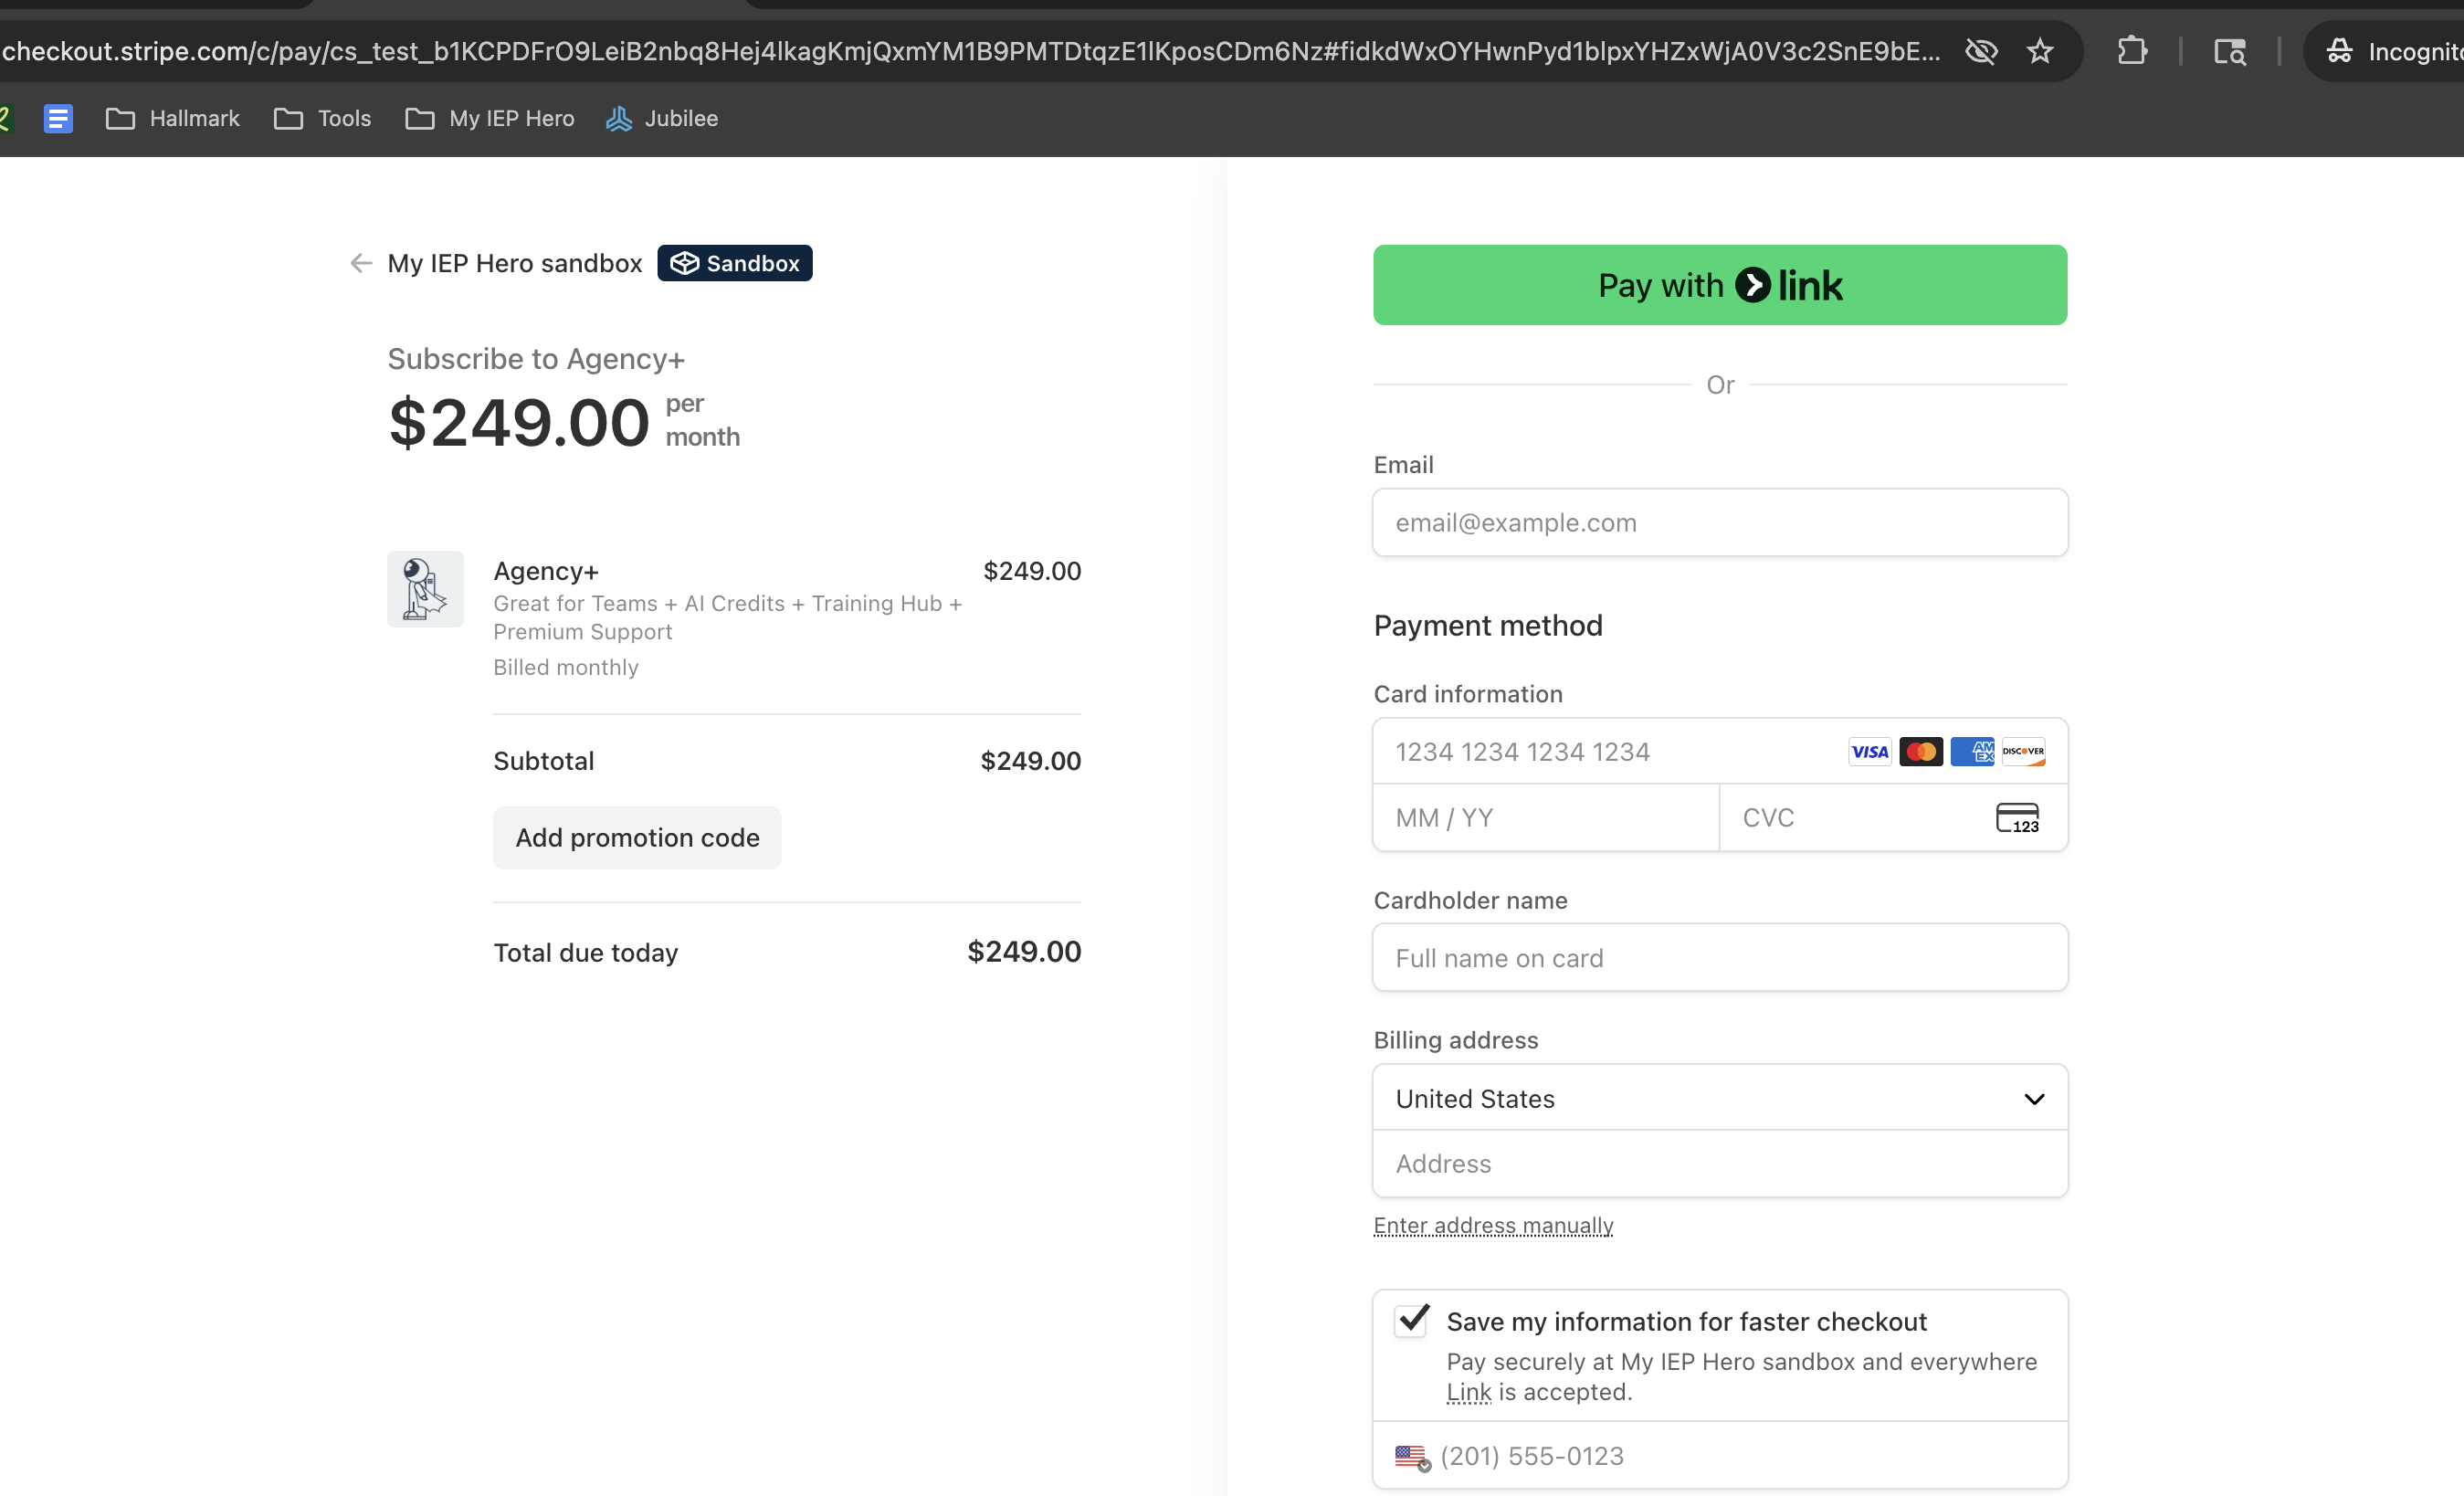 checkout.stripe.com/c/pay/cs_test_b1KCPDFrO9LeiB2nbq8Hej4lkagKmjQxmYM1B9PMTDtqzE1lKposCDm6Nz#fidkdWxOYHwnPyd1blpxYHZxWjA0V3c2SnE9bE...
Incognito
Hallmark
Tools
My IEP Hero
Jubilee
My IEP Hero sandbox
Sandbox
Subscribe to Agency+
$249.00 per
month
Agency+ $249.00
Great for Teams + AI Credits + Training Hub +
Premium Support
Billed monthly
Subtotal $249.00
Add promotion code
Total due today $249.00
Pay with link
Or
Email
email@example.com
Payment method
Card information
1234 1234 1234 1234 VISA AM EX DISCOVER
MM / YY CVC 123
Cardholder name
Full name on card
Billing address
United States
Address
Enter address manually
Save my information for faster checkout
Pay securely at My IEP Hero sandbox and everywhere
Link is accepted.
(201) 555-0123